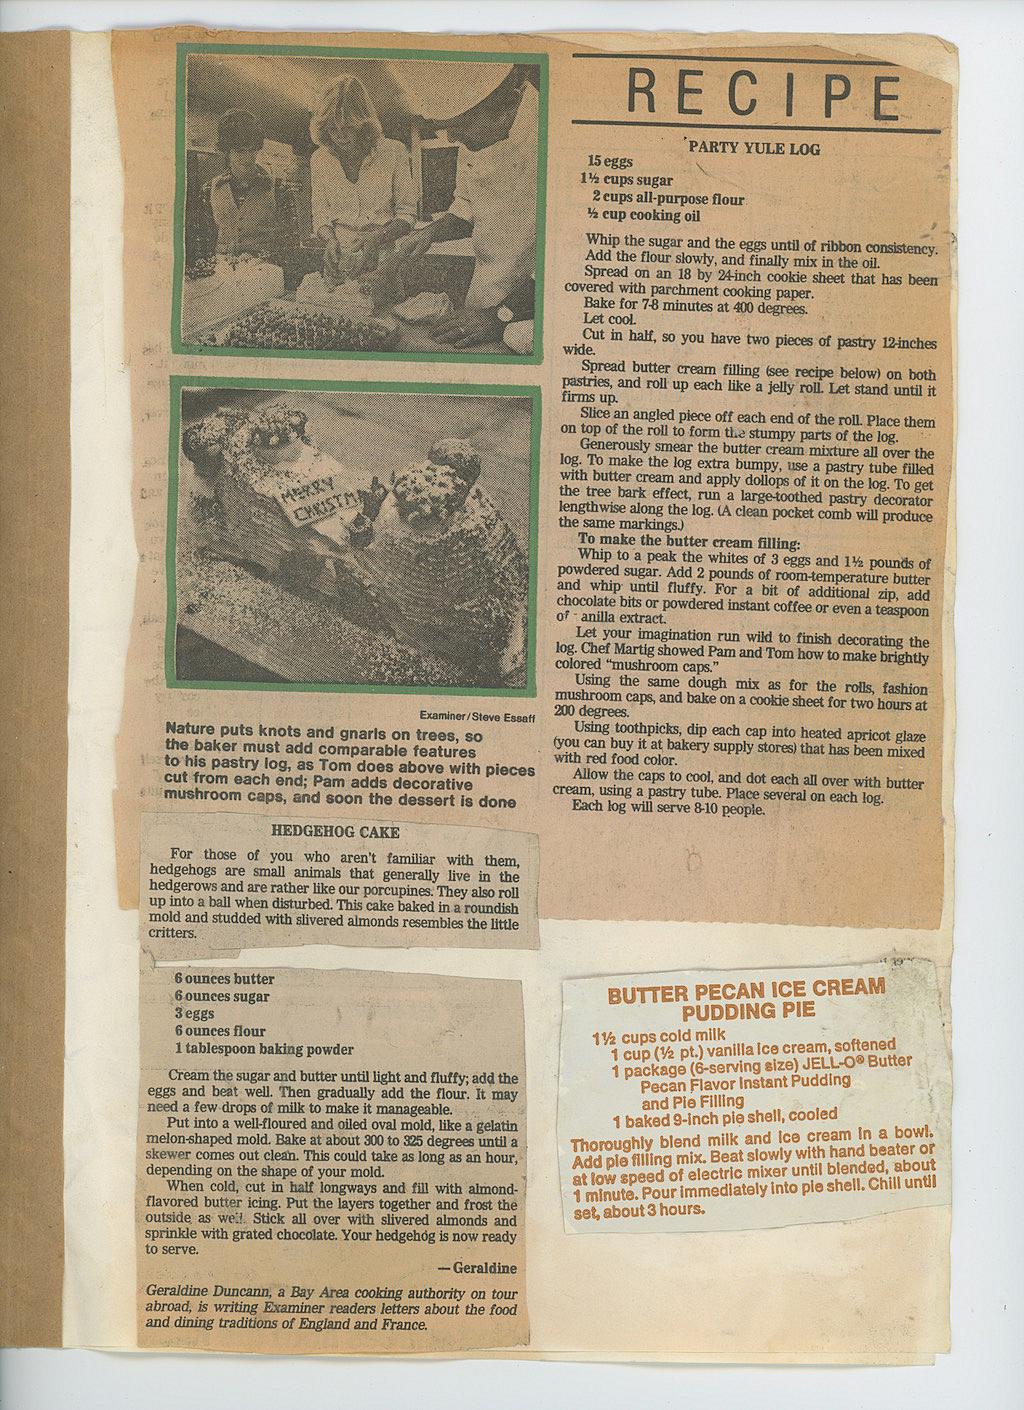 RECIPE
PARTY YULE LOG
15 eggs
1½ cups sugar
2 cups all-purpose flour
½ cup cooking oil
Whip the sugar and the eggs until of ribbon consistency.
Add the flour slowly, and finally mix in the oil.
Spread on an 18 by 24-inch cookie sheet that has been
covered with parchment cooking paper.
Bake for 7-8 minutes at 400 degrees.
Let cool.
Cut in half, so you have two pieces of pastry 12-inches
wide.
Spread butter cream filling (see recipe below) on both
pastries, and roll up each like a jelly roll. Let stand until it
firms up.
Slice an angled piece off each end of the roll. Place them
on top of the roll to form the stumpy parts of the log.
Generously smear the butter cream mixture all over the
log. To make the log extra bumpy, use a pastry tube filled
with butter cream and apply dollops of it on the log. To get
the tree bark effect, run a large-toothed pastry decorator
lengthwise along the log. (A clean pocket comb will produce
the same markings.)
To make the butter cream filling:
Whip to a peak the whites of 3 eggs and 1½ pounds of
powdered sugar. Add 2 pounds of room-temperature butter
and whip until fluffy. For a bit of additional zip, add
chocolate bits or powdered instant coffee or even a teaspoon
of anilla extract.
Let your imagination run wild to finish decorating the
log. Chef Martig showed Pam and Tom how to make brightly
colored "mushroom caps."
Using the same dough mix as for the rolls, fashion
mushroom caps, and bake on a cookie sheet for two hours at
200 degrees.
Using toothpicks, dip each cap into heated apricot glaze
(you can buy it at bakery supply stores) that has been mixed
with red food color.
Allow the caps to cool, and dot each all over with butter
cream, using a pastry tube. Place several on each log.
Each log will serve 8-10 people.
MERRY
CHRISTM
Examiner/Steve Essaff
Nature puts knots and gnarls on trees, so
the baker must add comparable features
to his pastry log, as Tom does above with pieces
cut from each end; Pam adds decorative
mushroom caps, and soon the dessert is done
HEDGEHOG CAKE
For those of you who aren't familiar with them,
hedgehogs are small animals that generally live in the
hedgerows and are rather like our porcupines. They also roll
up into a ball when disturbed. This cake baked in a roundish
mold and studded with slivered almonds resembles the little
critters.
6 ounces butter
6 ounces sugar
3 eggs
6 ounces flour
1 tablespoon baking powder
Cream the sugar and butter until light and fluffy; add the
eggs and beat well. Then gradually add the flour. It may
need a few drops of milk to make it manageable.
Put into a well-floured and oiled oval mold, like a gelatin
melon-shaped mold. Bake at about 300 to 325 degrees until a
skewer comes out clean. This could take as long as an hour,
depending on the shape of your mold.
When cold, cut in half longways and fill with almond-
flavored butter icing. Put the layers together and frost the
outside as well. Stick all over with slivered almonds and
sprinkle with grated chocolate. Your hedgehog is now ready
to serve.
—Geraldine
Geraldine Duncann, a Bay Area cooking authority on tour
abroad, is writing Examiner readers letters about the food
and dining traditions of England and France.
BUTTER PECAN ICE CREAM
PUDDING PIE
1½ cups cold milk
1 cup (½ pt.) vanilla ice cream, softened
1 package (6-serving size) JELL-O® Butter
Pecan Flavor Instant Pudding
and Pie Filling
1 baked 9-inch pie shell, cooled
Thoroughly blend milk and ice cream in a bowl.
Add pie filling mix. Beat slowly with hand beater or
at low speed of electric mixer until blended, about
1 minute. Pour immediately into pie shell. Chill until
set, about 3 hours.